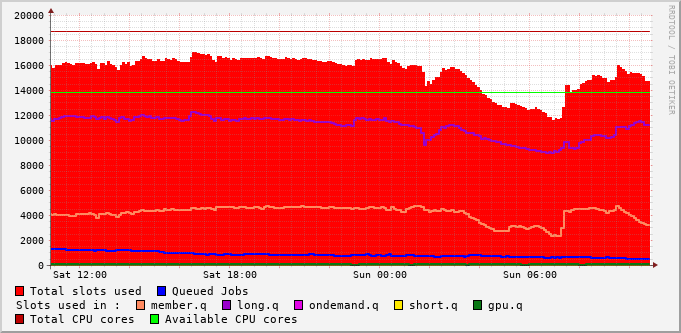 RRDTOOL / TOBI OETIKER
20000
18000
16000
14000
12000
10000
8000
6000
4000
2000
0
Sat 12:00 Sat 18:00 Sun 00:00 Sun 06:00
Total slots used Queued Jobs
Slots used in : member.q long.q ondemand.q short.q gpu.q
Total CPU cores Available CPU cores